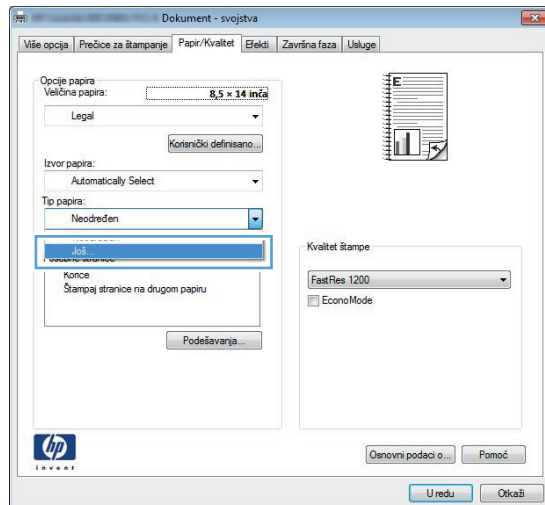 Dokument - svojstva
Više opcija Prečice za štampanje Papir/Kvalitet Efekti Završna faza Usluge
Opcije papira
Veličina papira: 8,5 × 14 inča
Legal
Korisnički definisano...
Izvor papira:
Automatically Select
Tip papira:
Neodređen
Još...
Korice
Štampaj stranice na drugom papiru
Podešavanja...
E
Kvalitet štampe
FastRes 1200
EconoMode
hp
invent
Osnovni podaci o... Pomoć
U redu Otkaži